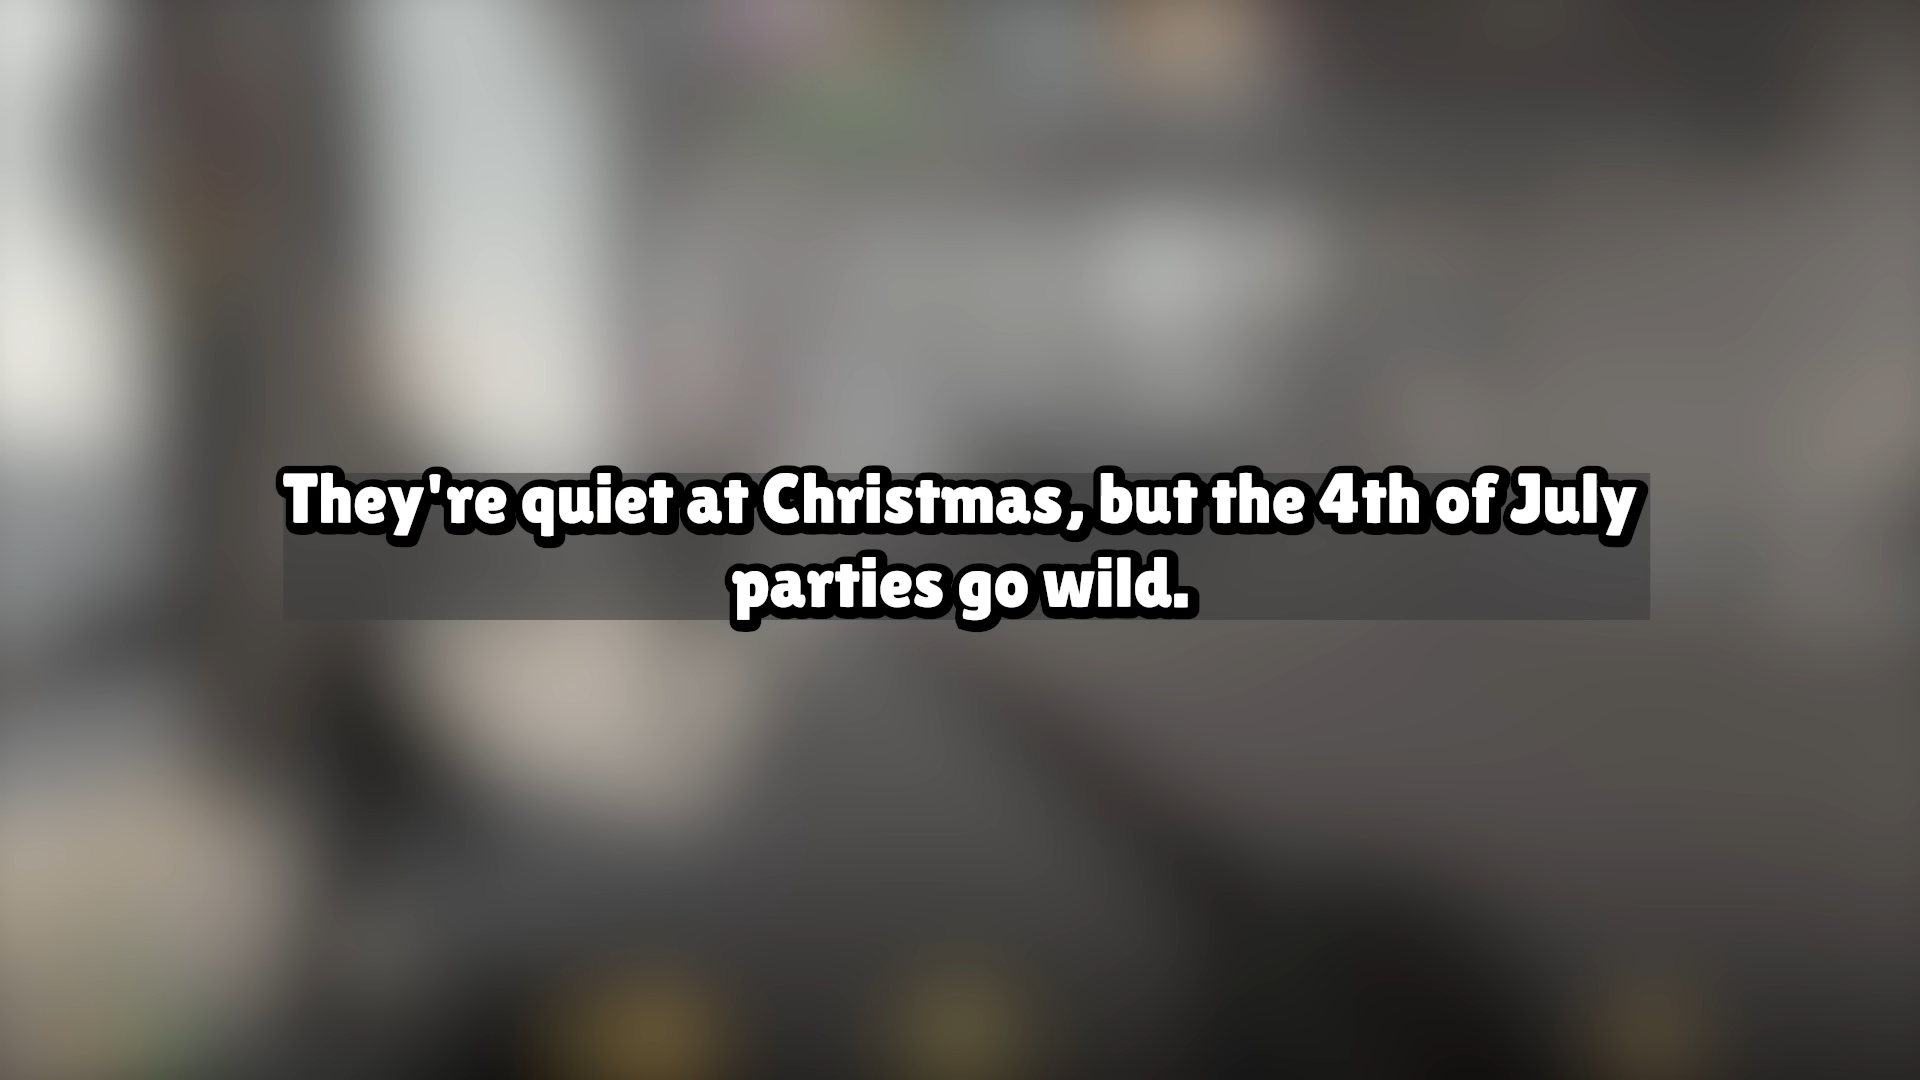 They're quiet at Christmas, but the 4th of July
parties go wild.